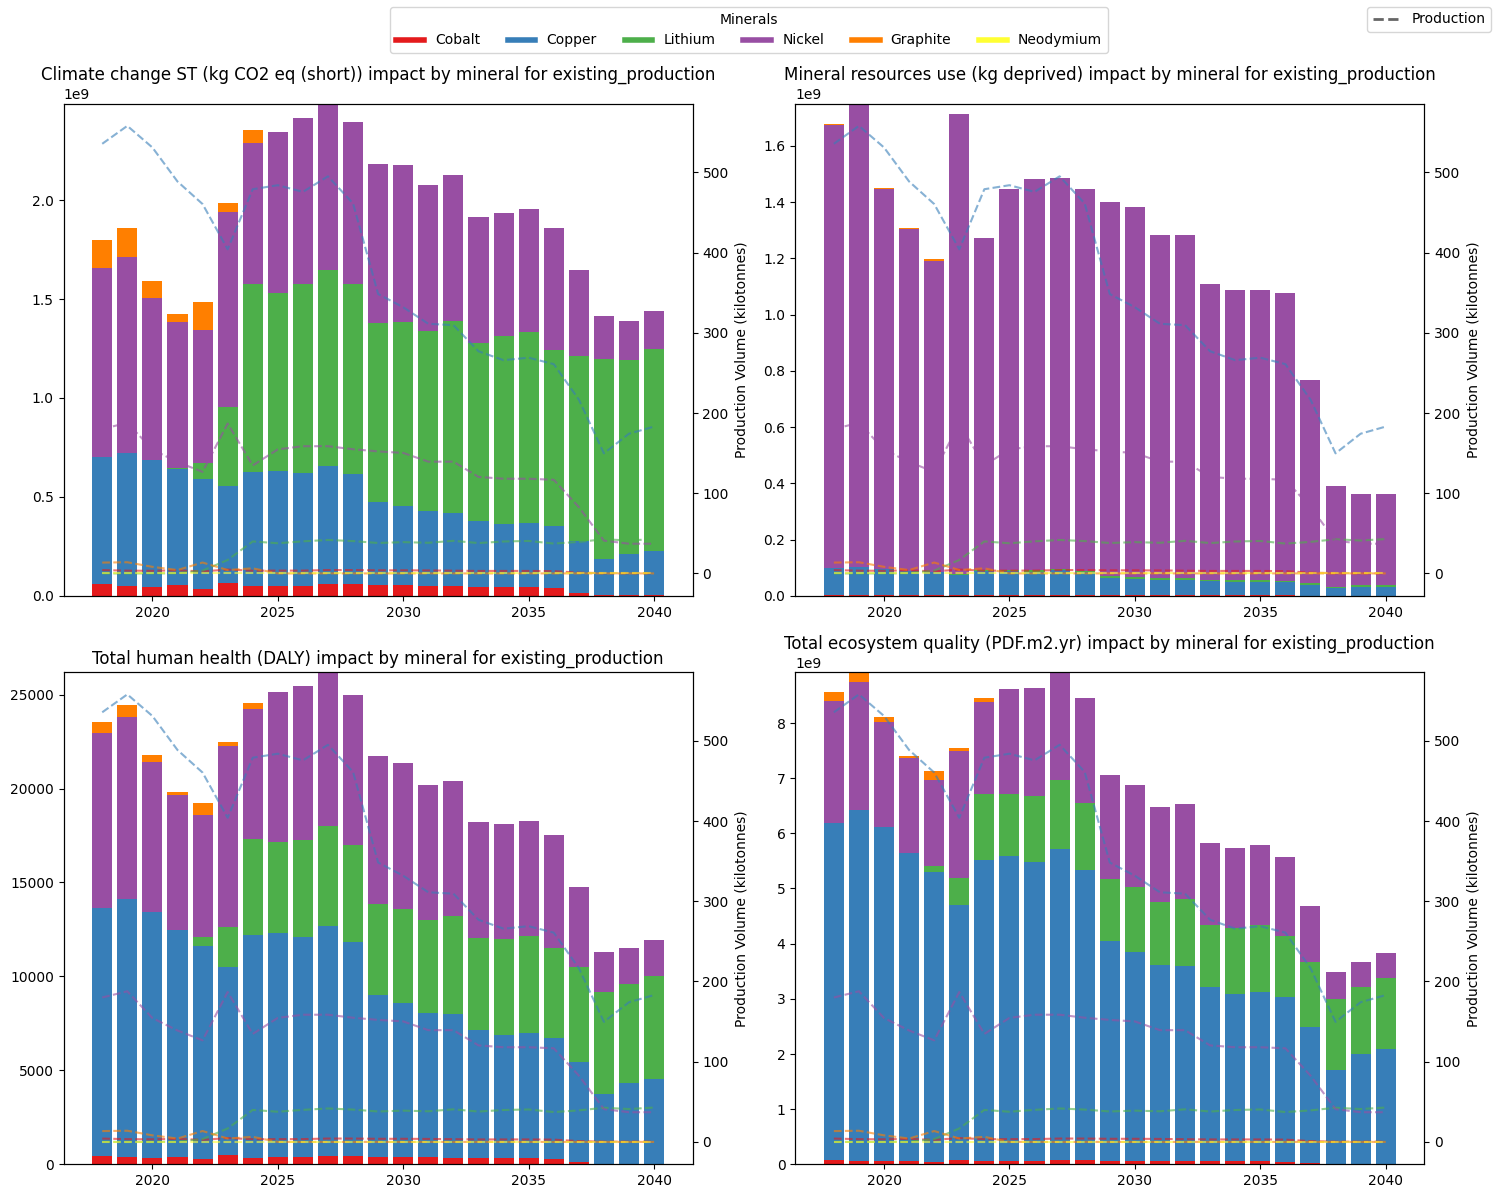 Minerals
Cobalt Copper Lithium Nickel Graphite Neodymium
Production
Climate change ST (kg CO2 eq (short)) impact by mineral for existing_production
1e9
2.0
1.5
1.0
0.5
0.0
500
400
300
200
100
0
Production Volume (kilotonnes)
2020 2025 2030 2035 2040
Mineral resources use (kg deprived) impact by mineral for existing_production
1e9
1.6
1.4
1.2
1.0
0.8
0.6
0.4
0.2
0.0
500
400
300
200
100
0
Production Volume (kilotonnes)
2020 2025 2030 2035 2040
Total human health (DALY) impact by mineral for existing_production
25000
20000
15000
10000
5000
0
500
400
300
200
100
0
Production Volume (kilotonnes)
2020 2025 2030 2035 2040
Total ecosystem quality (PDF.m2.yr) impact by mineral for existing_production
1e9
8
7
6
5
4
3
2
1
0
500
400
300
200
100
0
Production Volume (kilotonnes)
2020 2025 2030 2035 2040